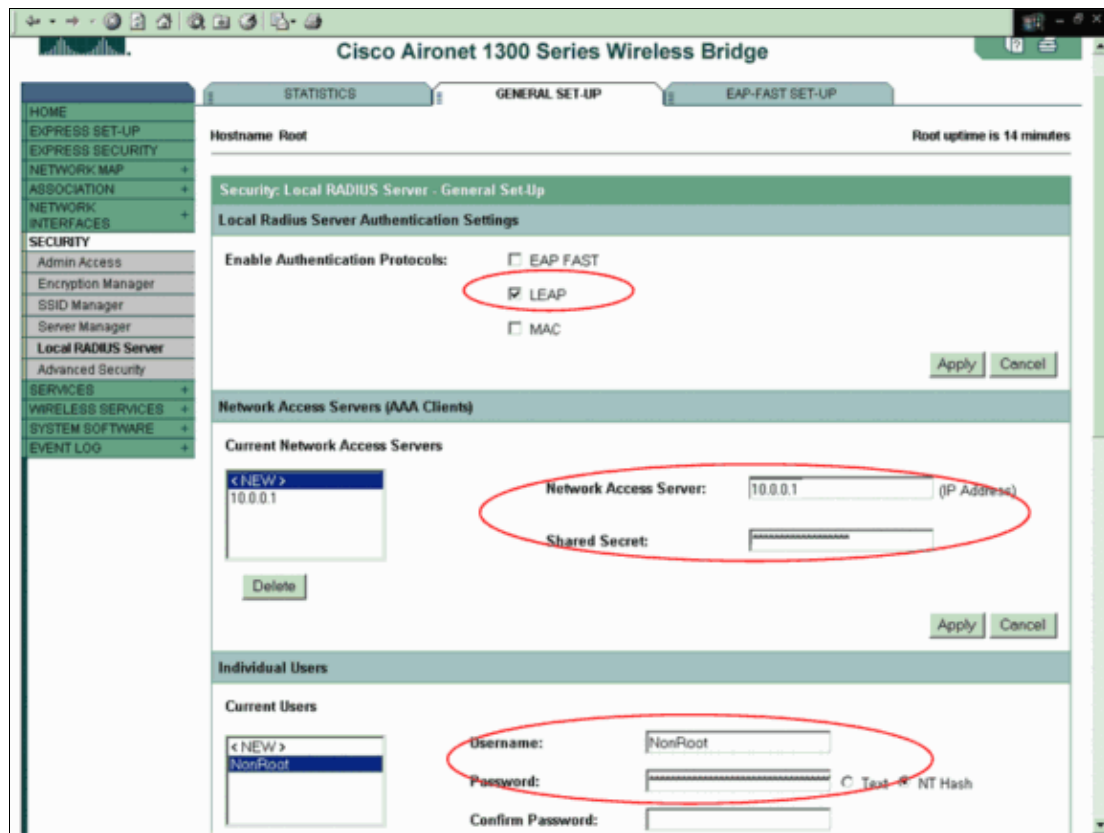 Cisco Aironet 1300 Series Wireless Bridge
STATISTICS
GENERAL SET-UP
EAP-FAST SET-UP
HOME
EXPRESS SET-UP
EXPRESS SECURITY
NETWORK MAP +
ASSOCIATION +
NETWORK
INTERFACES +
SECURITY
Admin Access
Encryption Manager
SSID Manager
Server Manager
Local RADIUS Server
Advanced Security
SERVICES +
WIRELESS SERVICES +
SYSTEM SOFTWARE +
EVENT LOG +
Hostname Root
Root uptime is 14 minutes
Security: Local RADIUS Server - General Set-Up
Local Radius Server Authentication Settings
Enable Authentication Protocols:
EAP FAST
LEAP
MAC
Apply Cancel
Network Access Servers (AAA Clients)
Current Network Access Servers
<NEW>
10.0.0.1
Delete
Network Access Server: 10.0.0.1 (IP Address)
Shared Secret:
Apply Cancel
Individual Users
Current Users
<NEW>
NonRoot
Username: NonRoot
Password: Text NT Hash
Confirm Password: